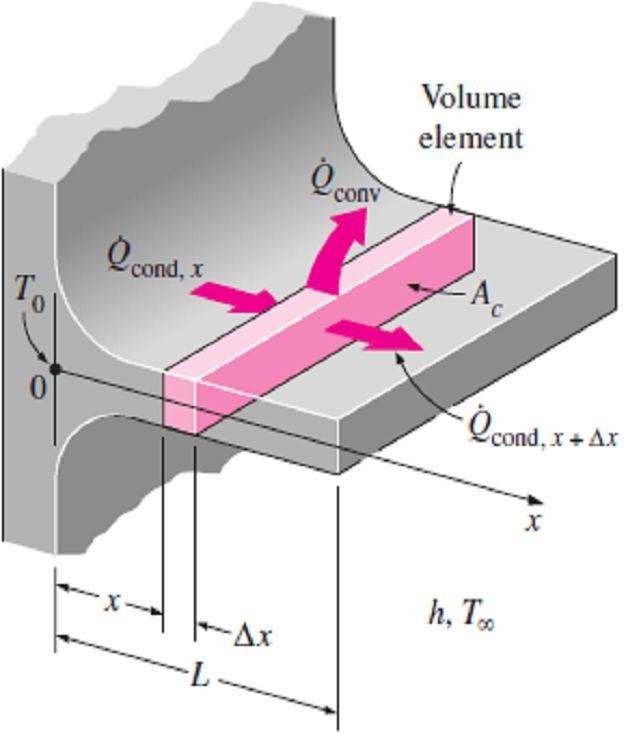 Volume
element
Q̇conv
Q̇cond, x
T0
Ac
0
Q̇cond, x + Δx
x
x
h, T∞
Δx
L